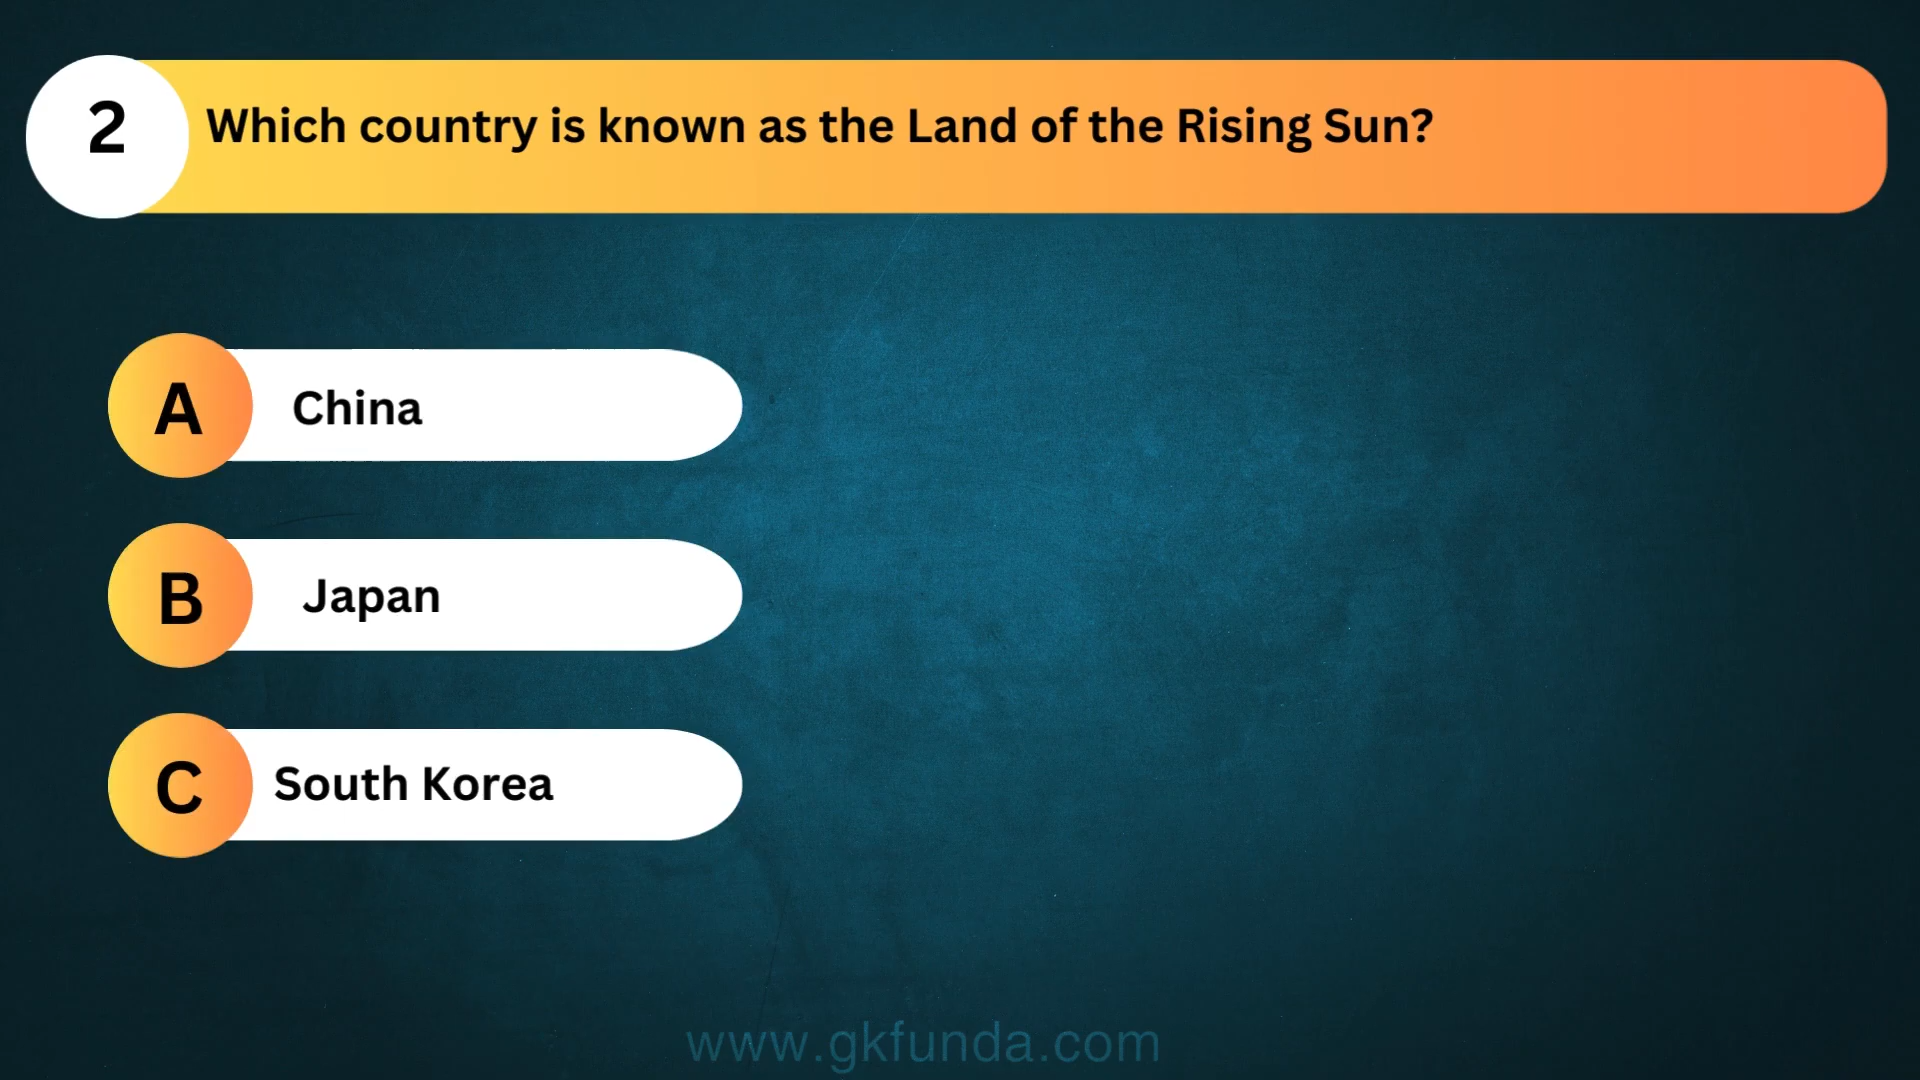 2
Which country is known as the Land of the Rising Sun?
A
China
B
Japan
C
South Korea
www.gkfunda.com